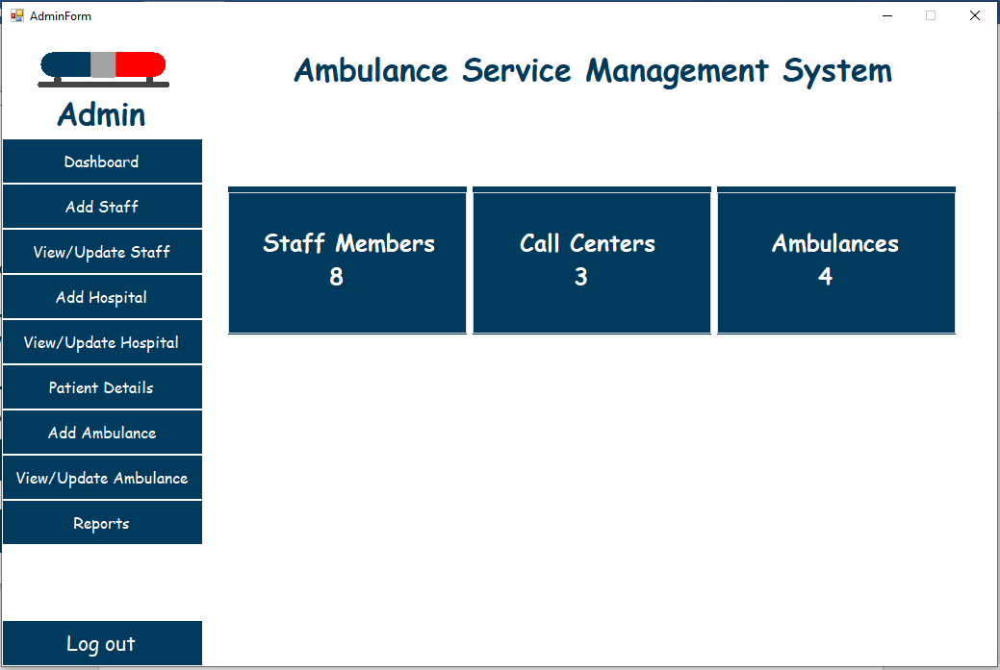 AdminForm
Ambulance Service Management System
Admin
Dashboard
Add Staff
View/Update Staff
Add Hospital
View/Update Hospital
Patient Details
Add Ambulance
View/Update Ambulance
Reports
Log out
Staff Members
8
Call Centers
3
Ambulances
4